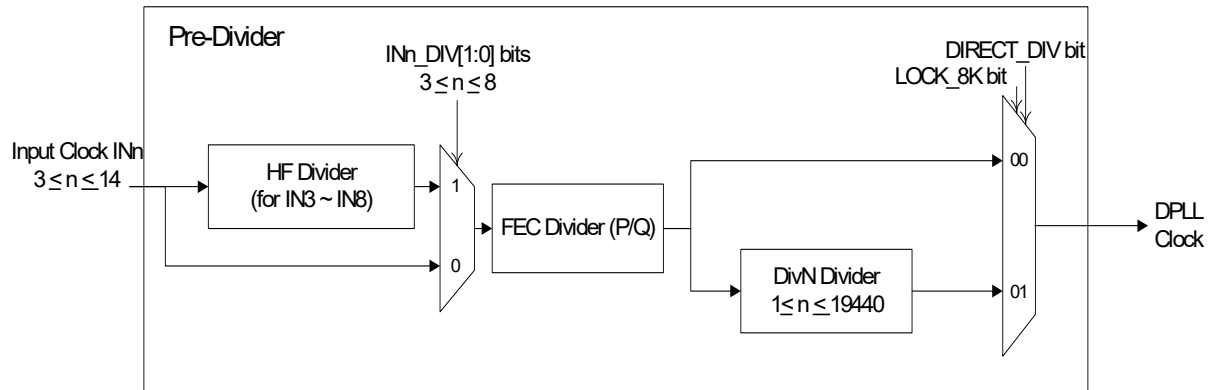 Pre-Divider
INn_DIV[1:0] bits
3 ≤ n ≤ 8
DIRECT_DIV bit
LOCK_8K bit
Input Clock INn
3 ≤ n ≤ 14
HF Divider
(for IN3 ~ IN8)
1
0
FEC Divider (P/Q)
00
DPLL
Clock
DivN Divider
1≤ n ≤ 19440
01